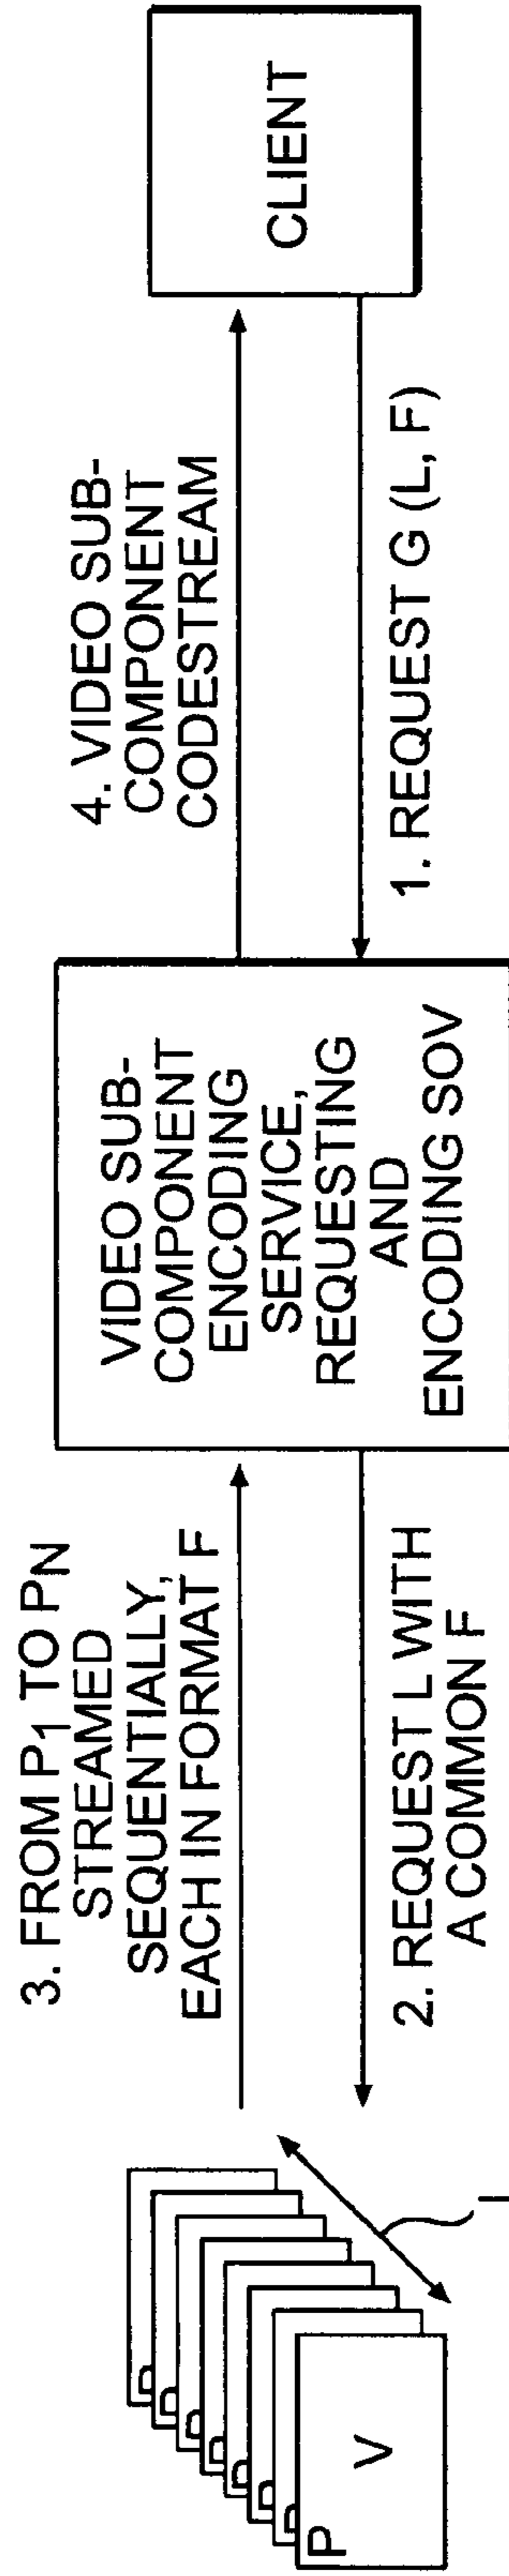 P
V
3. FROM P₁ TO P_N
STREAMED
SEQUENTIALLY,
EACH IN FORMAT F
2. REQUEST L WITH
A COMMON F
VIDEO SUB-
COMPONENT
ENCODING
SERVICE,
REQUESTING
AND
ENCODING SOV
4. VIDEO SUB-
COMPONENT
CODESTREAM
1. REQUEST G (L, F)
CLIENT